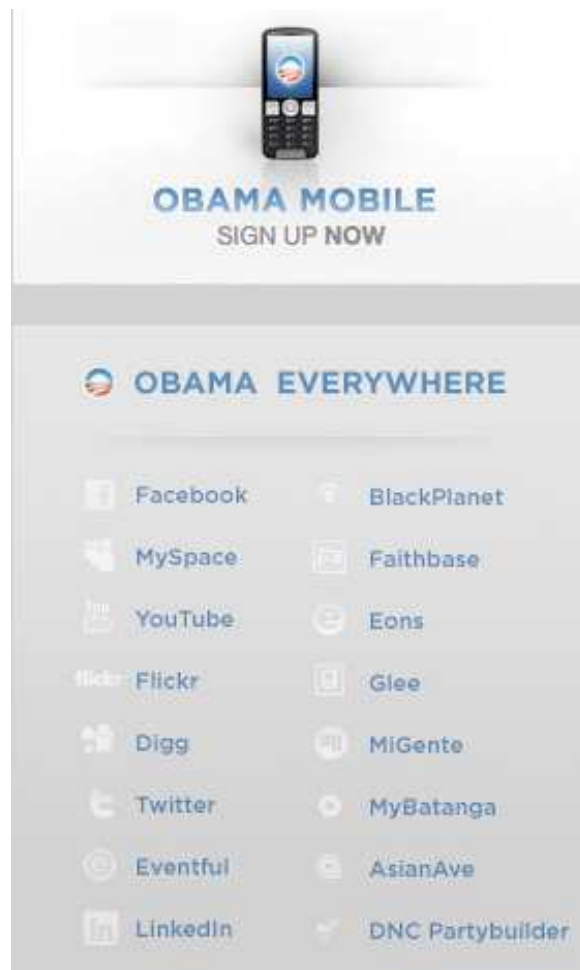 OBAMA MOBILE
SIGN UP NOW
OBAMA EVERYWHERE
Facebook
BlackPlanet
MySpace
Faithbase
YouTube
Eons
flickr Flickr
Glee
Digg
MiGente
Twitter
MyBatanga
Eventful
AsianAve
in LinkedIn
DNC Partybuilder